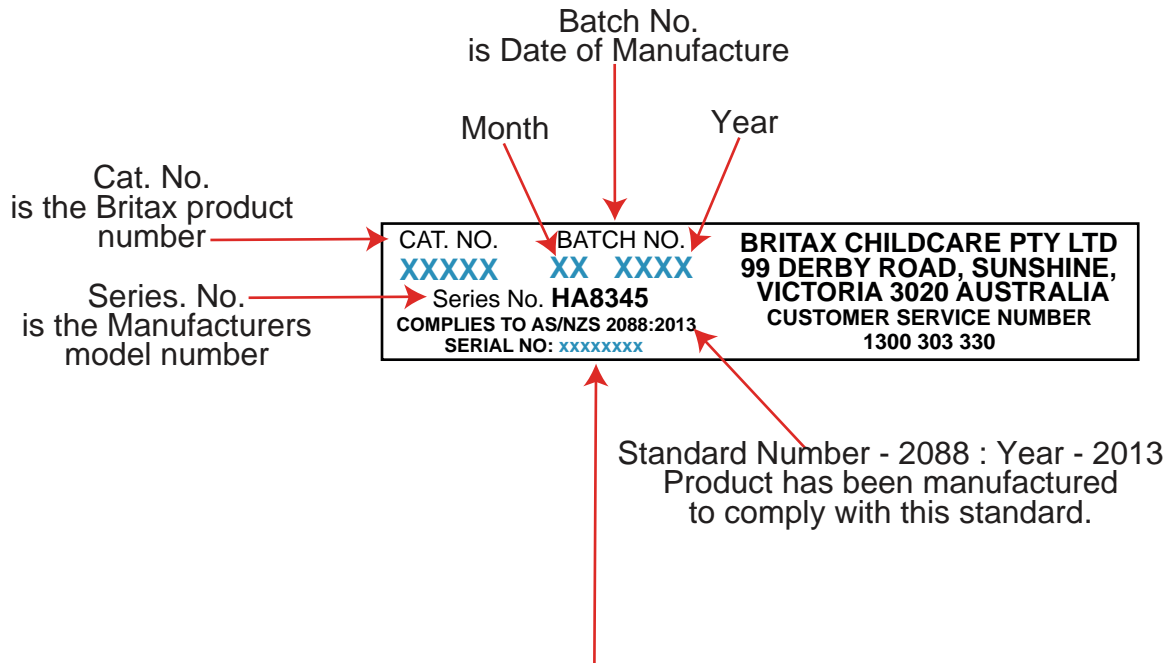 Batch No.
is Date of Manufacture
Month
Year
Cat. No.
is the Britax product
number
CAT. NO.
BATCH NO.
XXXXX
XX XXXX
Series No. HA8345
COMPLIES TO AS/NZS 2088:2013
SERIAL NO: xxxxxxxx
BRITAX CHILDCARE PTY LTD
99 DERBY ROAD, SUNSHINE,
VICTORIA 3020 AUSTRALIA
CUSTOMER SERVICE NUMBER
1300 303 330
Series. No.
is the Manufacturers
model number
Standard Number - 2088 : Year - 2013
Product has been manufactured
to comply with this standard.